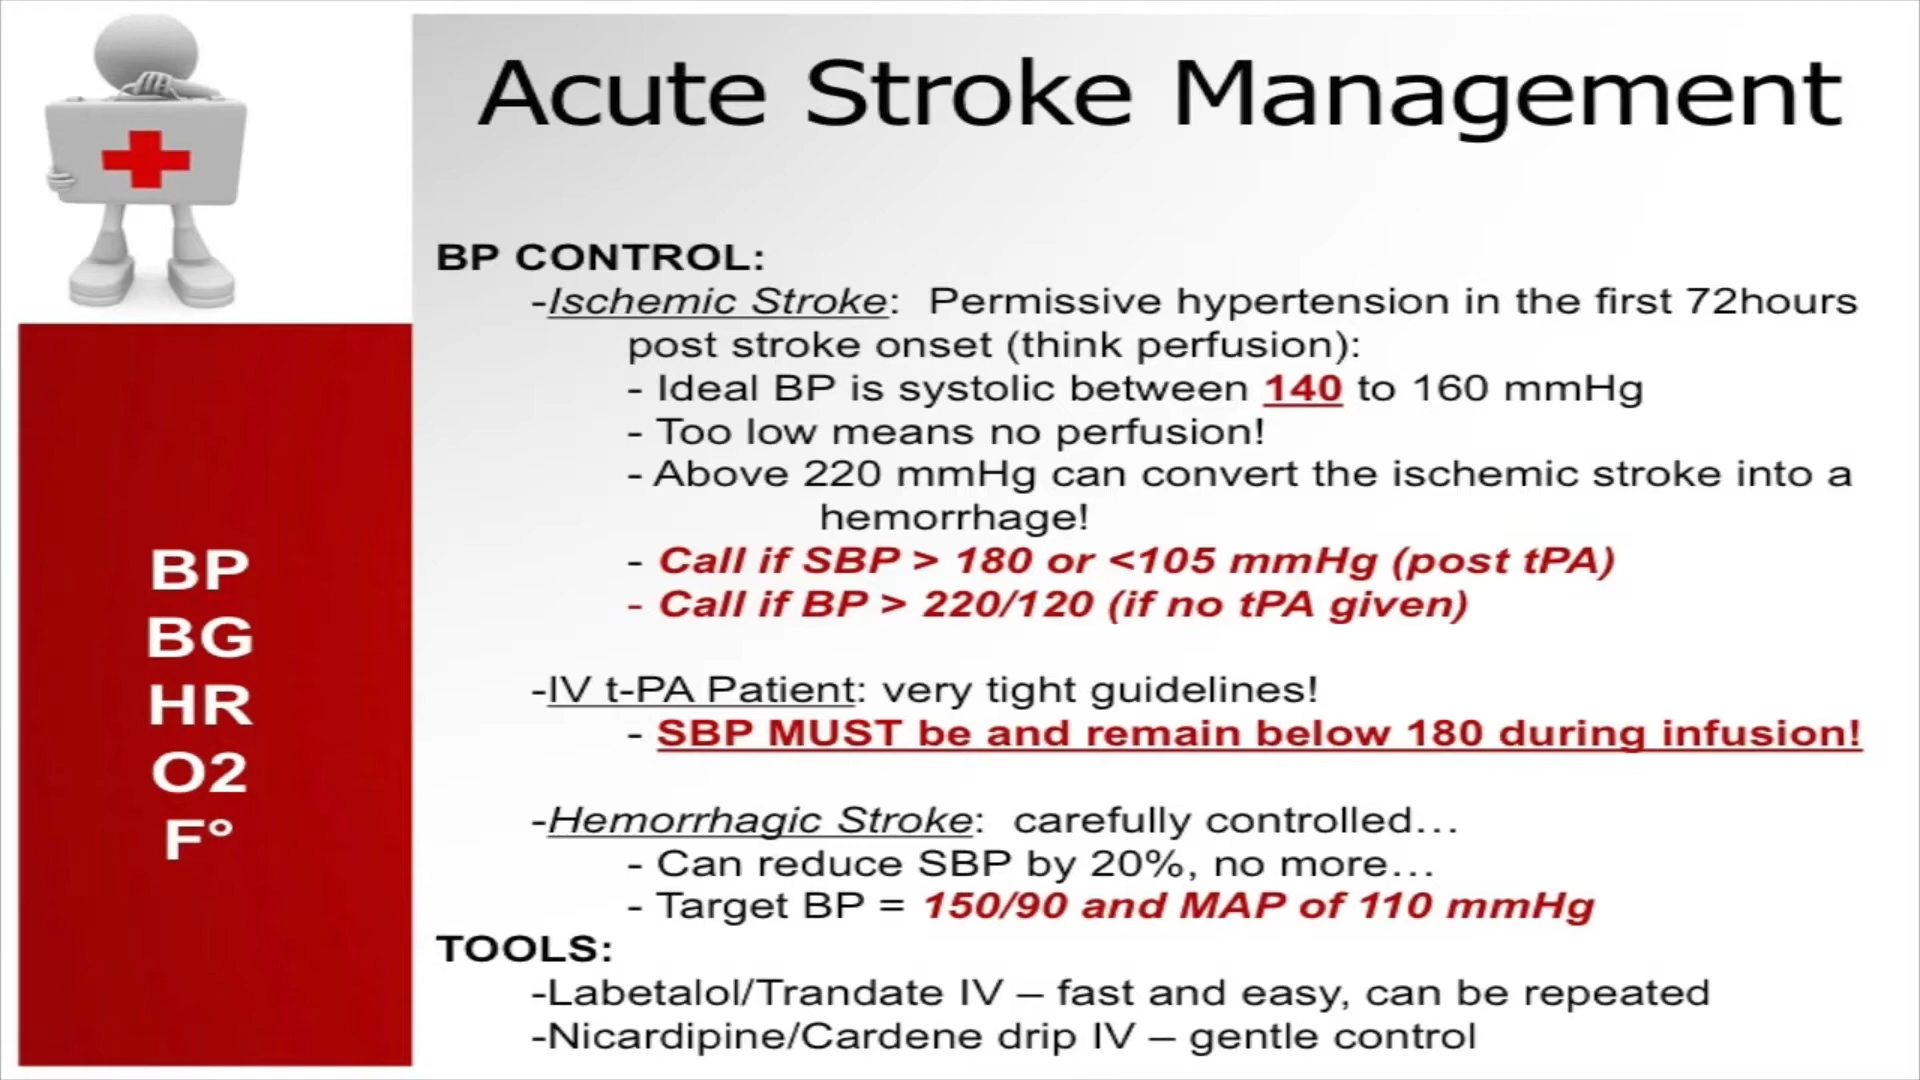 Acute Stroke Management
BP CONTROL:
-Ischemic Stroke: Permissive hypertension in the first 72hours
post stroke onset (think perfusion):
- Ideal BP is systolic between 140 to 160 mmHg
- Too low means no perfusion!
- Above 220 mmHg can convert the ischemic stroke into a
hemorrhage!
- Call if SBP > 180 or <105 mmHg (post tPA)
- Call if BP > 220/120 (if no tPA given)
-IV t-PA Patient: very tight guidelines!
- SBP MUST be and remain below 180 during infusion!
-Hemorrhagic Stroke: carefully controlled…
- Can reduce SBP by 20%, no more…
- Target BP = 150/90 and MAP of 110 mmHg
TOOLS:
-Labetalol/Trandate IV – fast and easy, can be repeated
-Nicardipine/Cardene drip IV – gentle control
BP
BG
HR
O2
F°